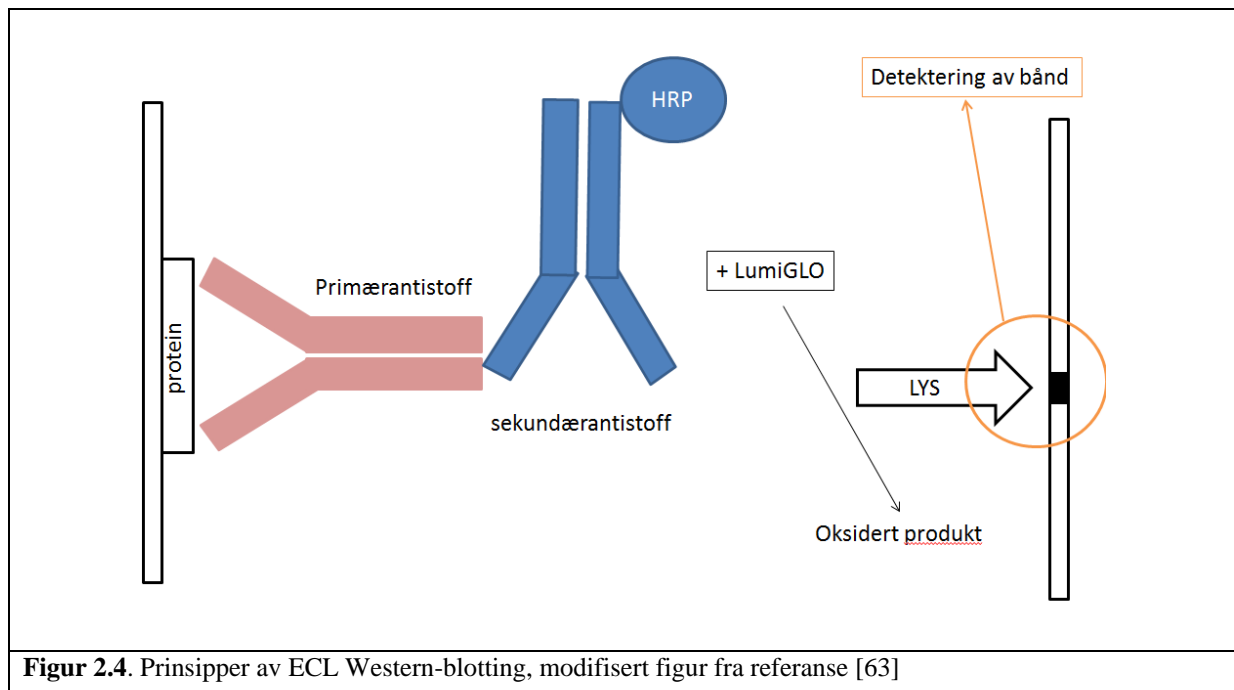 Detektering av bånd
HRP
Primærantistoff
+ LumiGLO
protein
LYS
sekundærantistoff
Oksidert produkt
Figur 2.4. Prinsipper av ECL Western-blotting, modifisert figur fra referanse [63]